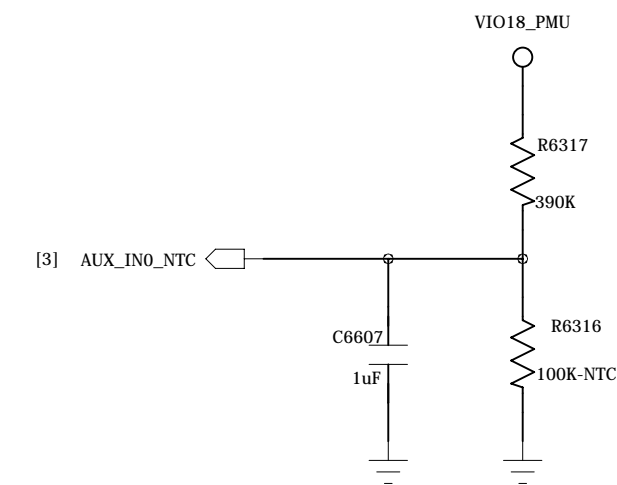 VIO18_PMU
R6317
390K
[3] AUX_IN0_NTC
R6316
C6607
1uF
100K-NTC